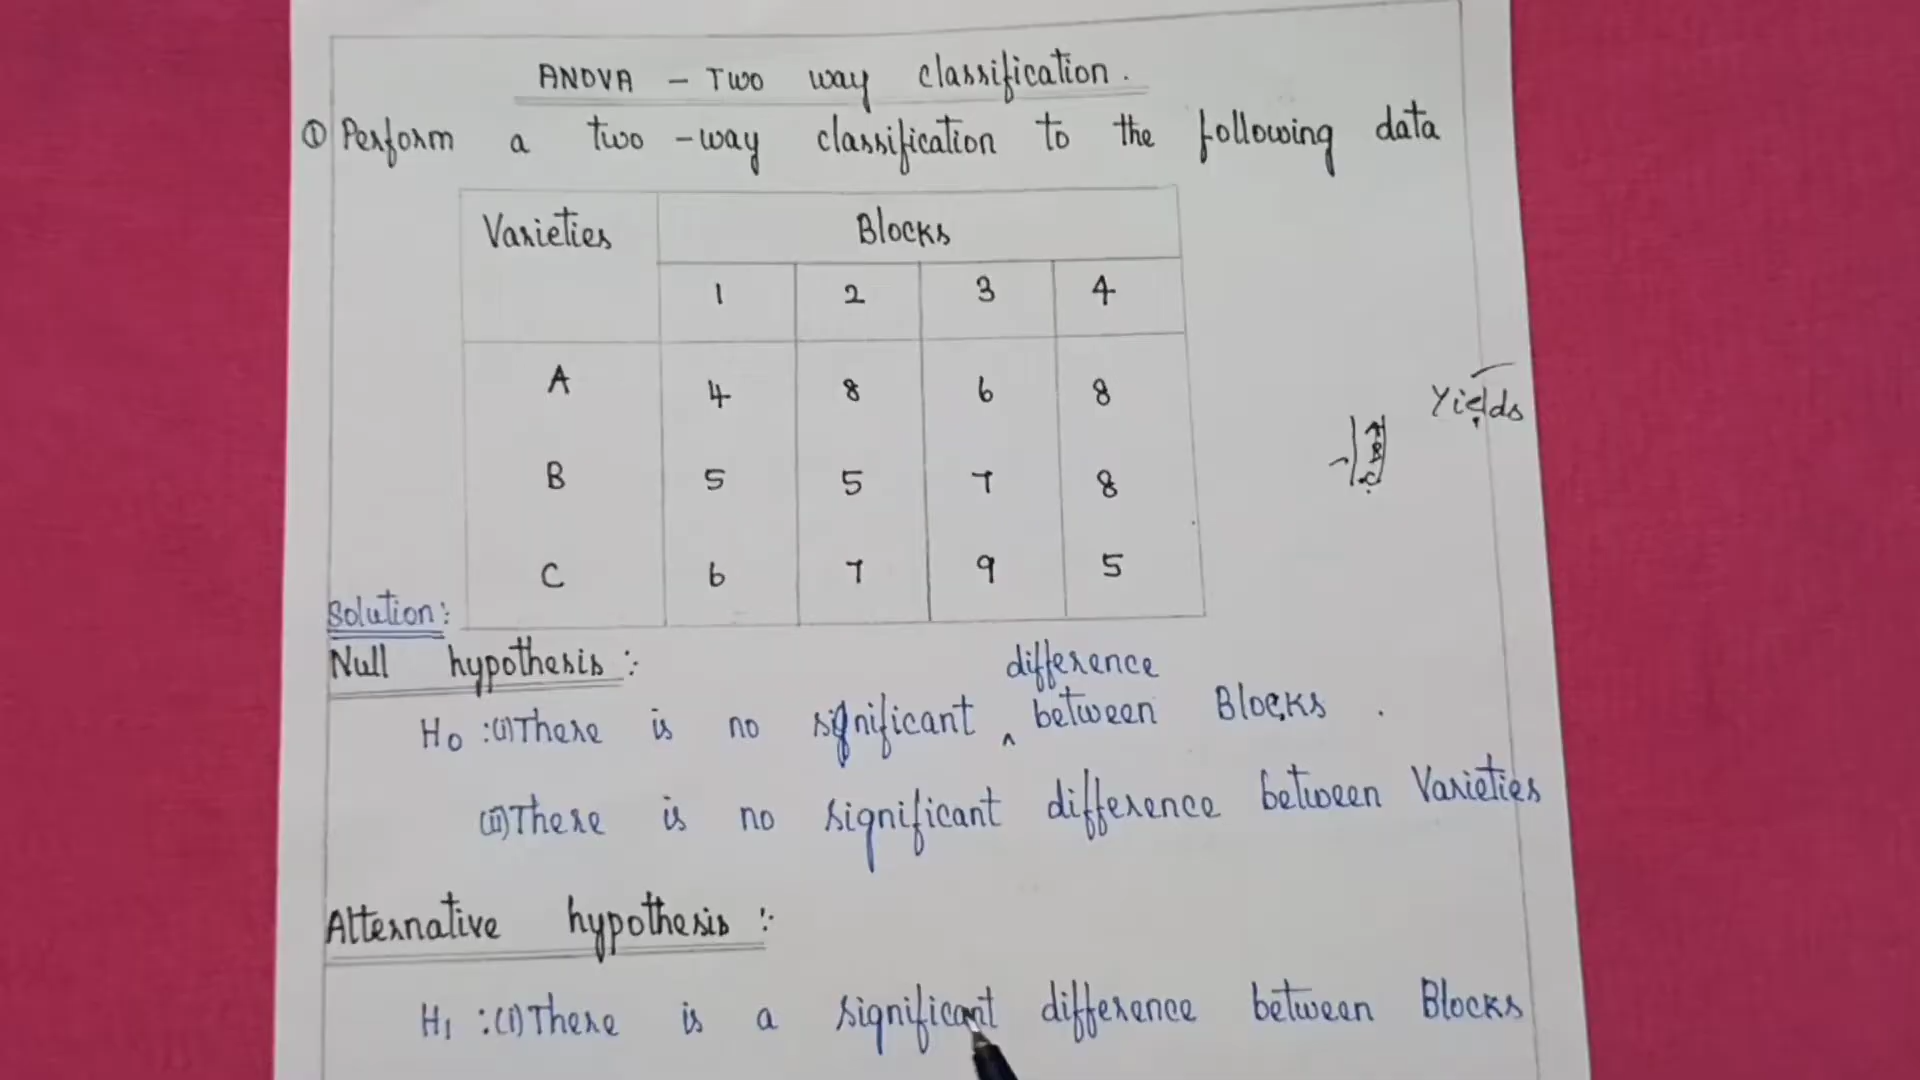 ANOVA - Two way classification.
① Perform a two-way classification to the following data
Varieties Blocks
1 2 3 4
A 4 8 6 8
B 5 5 7 8
C 6 7 9 5
Yields
A
B
C
Solution:
Null hypothesis:
difference
H0 :(i) There is no significant ^ between Blocks.
(ii) There is no significant difference between Varieties
Alternative hypothesis:
H1 :(i) There is a significant difference between Blocks